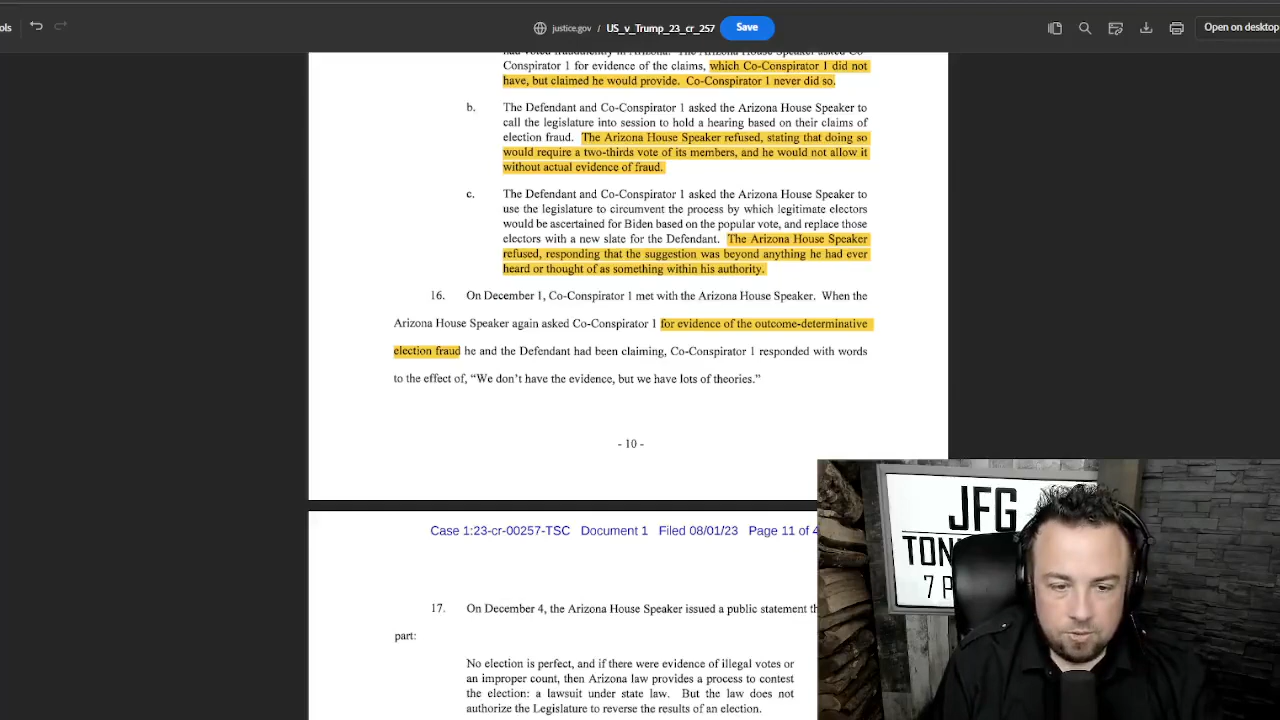 ols
justice.gov / US_v_Trump_23_cr_257
Save
Open on desktop
Conspirator 1 for evidence of the claims, which Co-Conspirator 1 did not
have, but claimed he would provide. Co-Conspirator 1 never did so.
b. The Defendant and Co-Conspirator 1 asked the Arizona House Speaker to
call the legislature into session to hold a hearing based on their claims of
election fraud. The Arizona House Speaker refused, stating that doing so
would require a two-thirds vote of its members, and he would not allow it
without actual evidence of fraud.
c. The Defendant and Co-Conspirator 1 asked the Arizona House Speaker to
use the legislature to circumvent the process by which legitimate electors
would be ascertained for Biden based on the popular vote, and replace those
electors with a new slate for the Defendant. The Arizona House Speaker
refused, responding that the suggestion was beyond anything he had ever
heard or thought of as something within his authority.
16. On December 1, Co-Conspirator 1 met with the Arizona House Speaker. When the
Arizona House Speaker again asked Co-Conspirator 1 for evidence of the outcome-determinative
election fraud he and the Defendant had been claiming, Co-Conspirator 1 responded with words
to the effect of, “We don’t have the evidence, but we have lots of theories.”
- 10 -
Case 1:23-cr-00257-TSC Document 1 Filed 08/01/23 Page 11 of 4
17. On December 4, the Arizona House Speaker issued a public statement th
part:
No election is perfect, and if there were evidence of illegal votes or
an improper count, then Arizona law provides a process to contest
the election: a lawsuit under state law. But the law does not
authorize the Legislature to reverse the results of an election.
JFG
TON
7 P